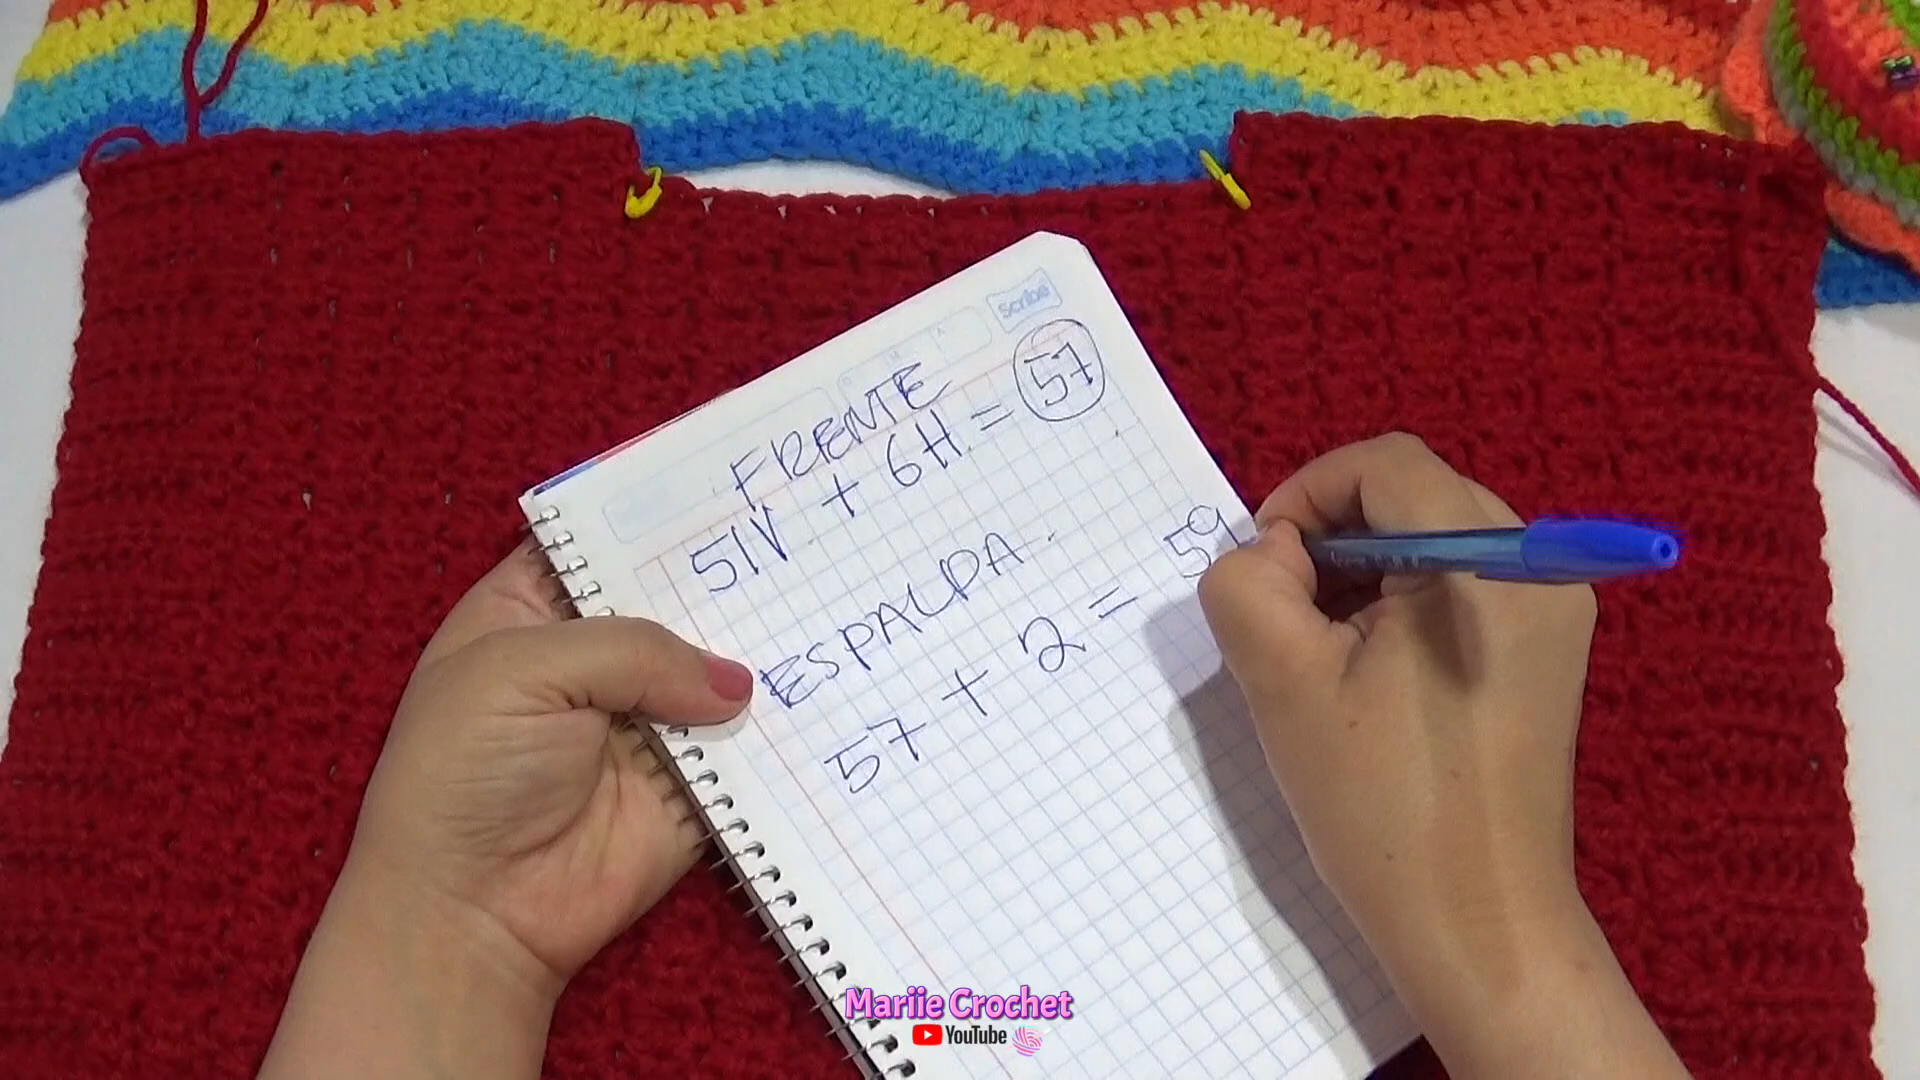 Scribe
FRENTE
51V + 6H = 57
ESPALDA.
57 + 2 = 59
Mariie Crochet
YouTube